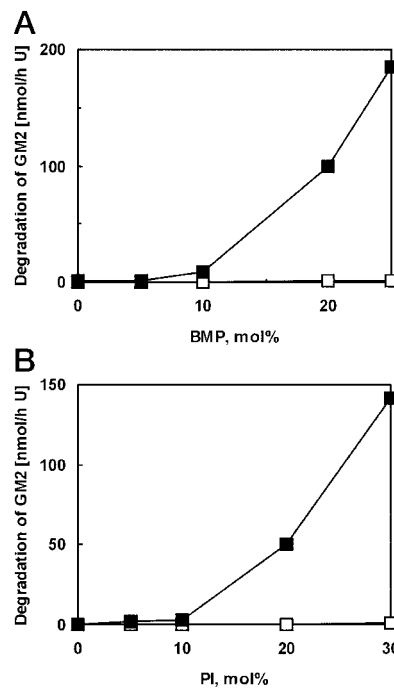 A
Degradation of GM2 [nmol/h U]
200
100
0
0 10 20
BMP, mol%
B
Degradation of GM2 [nmol/h U]
150
100
50
0
0 10 20 30
PI, mol%